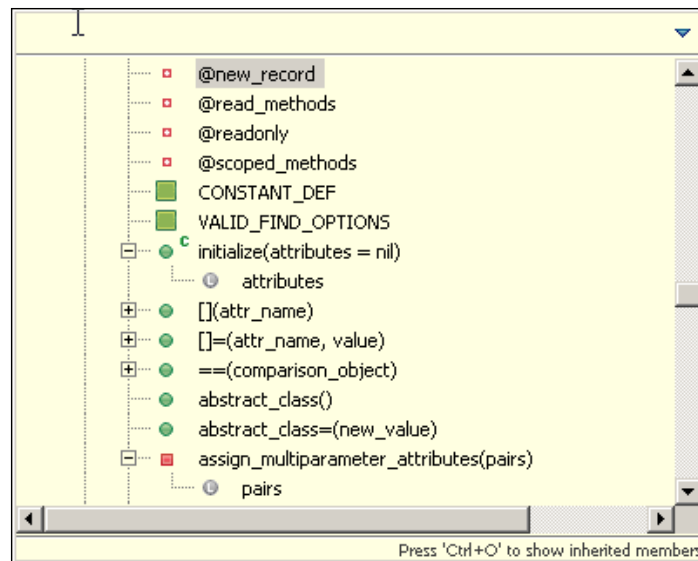 @new_record
@read_methods
@readonly
@scoped_methods
CONSTANT_DEF
VALID_FIND_OPTIONS
C initialize(attributes = nil)
L attributes
[](attr_name)
[]=(attr_name, value)
==(comparison_object)
abstract_class()
abstract_class=(new_value)
assign_multiparameter_attributes(pairs)
L pairs
Press 'Ctrl+O' to show inherited members